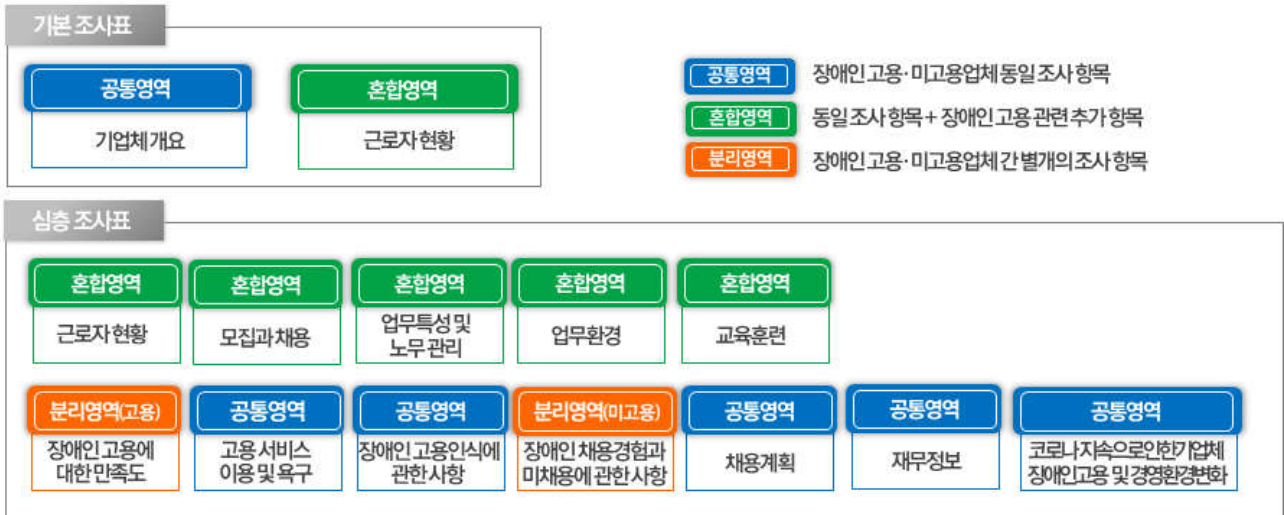 기본 조사표
공통영역
기업체 개요
혼합영역
근로자 현황
공통영역 장애인 고용·미고용업체 동일 조사 항목
혼합영역 동일 조사 항목 + 장애인 고용 관련 추가 항목
분리영역 장애인 고용·미고용업체 간 별개의 조사 항목
심층 조사표
혼합영역
근로자 현황
혼합영역
모집과 채용
혼합영역
업무특성 및
노무 관리
혼합영역
업무환경
혼합영역
교육훈련
분리영역(고용)
장애인 고용에
대한 만족도
공통영역
고용 서비스
이용 및 욕구
공통영역
장애인 고용인식에
관한 사항
분리영역(미고용)
장애인 채용경험과
미채용에 관한 사항
공통영역
채용계획
공통영역
재무정보
공통영역
코로나 지속으로 인한 기업체
장애인 고용 및 경영환경 변화